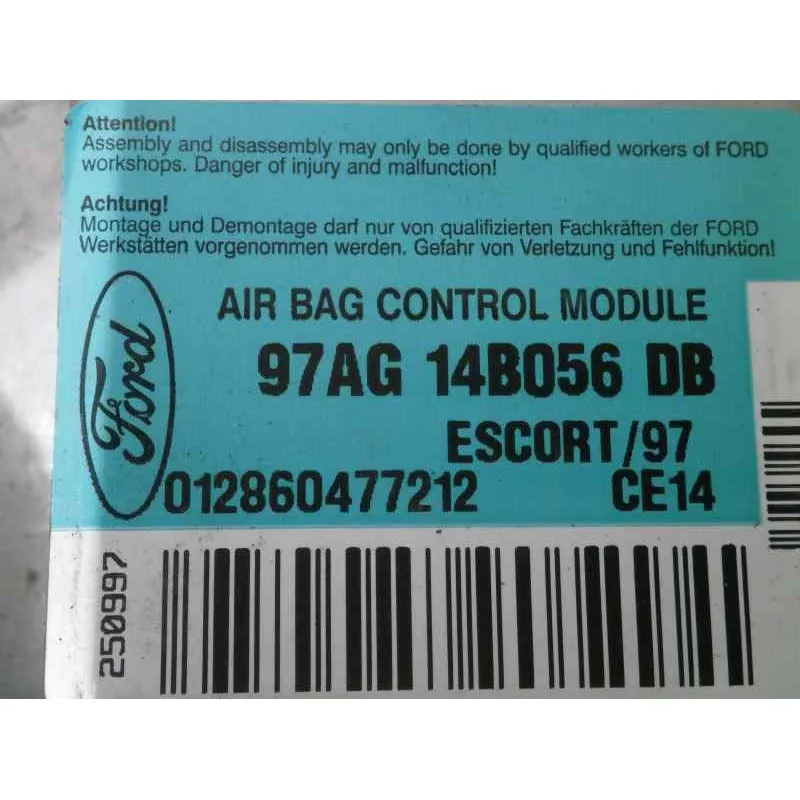 Attention!
Assembly and disassembly may only be done by qualified workers of FORD
workshops. Danger of injury and malfunction!
Achtung!
Montage und Demontage darf nur von qualifizierten Fachkräften der FORD
Werkstätten vorgenommen werden. Gefahr von Verletzung und Fehlfunktion!
Ford
AIR BAG CONTROL MODULE
97AG 14B056 DB
ESCORT/97
012860477212 CE14
250997